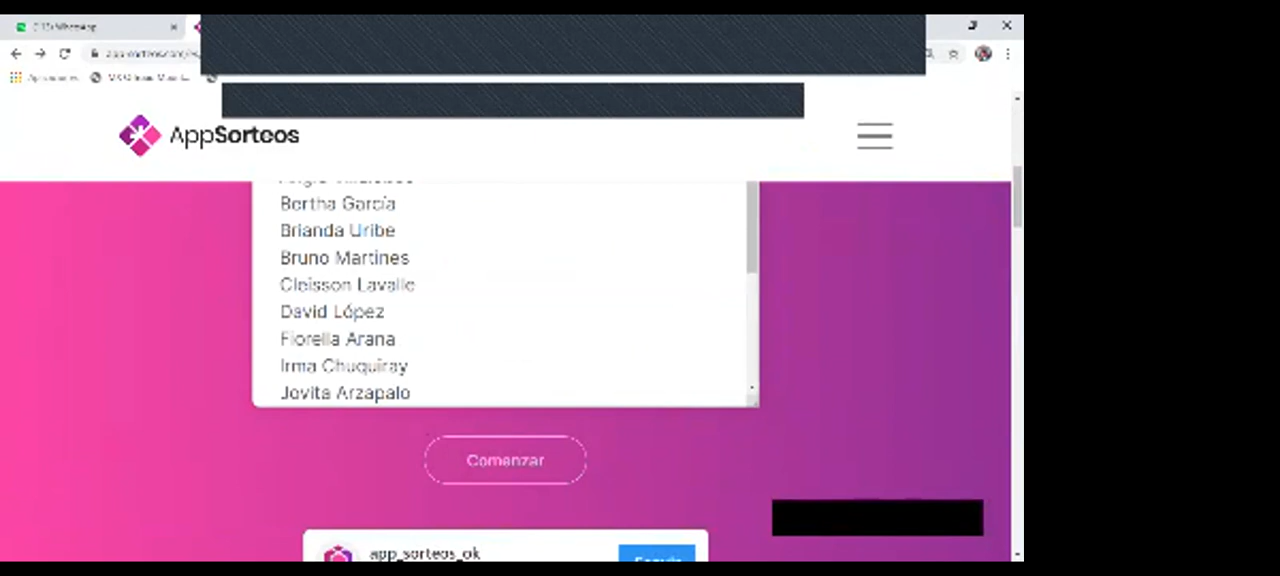 AppSorteos
Bertha García
Brianda Uribe
Bruno Martines
Cleisson Lavalle
David López
Fiorella Arana
Irma Chuquiray
Jovita Arzapalo
Comenzar
app_sorteos_ok